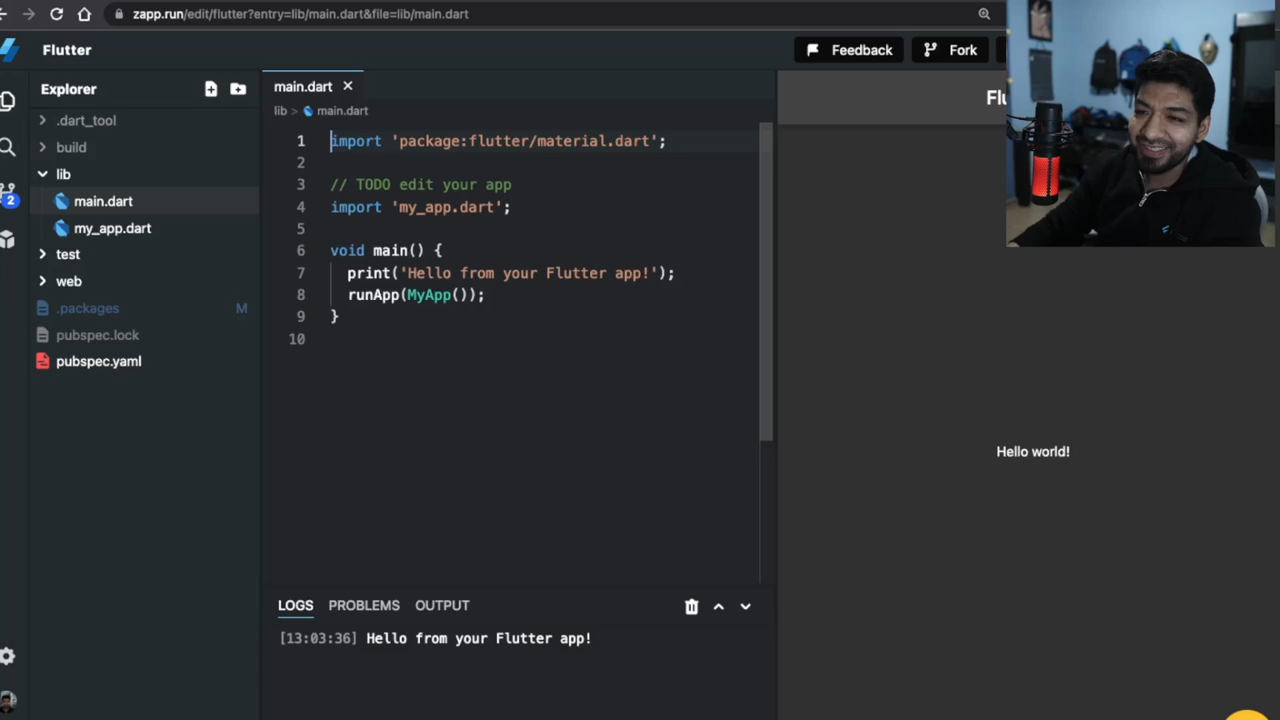 zapp.run/edit/flutter?entry=lib/main.dart&file=lib/main.dart
Flutter
Feedback
Fork
Explorer
.dart_tool
build
lib
main.dart
my_app.dart
test
web
.packages M
pubspec.lock
pubspec.yaml
2
main.dart
lib > main.dart
1 import 'package:flutter/material.dart';
2
3 // TODO edit your app
4 import 'my_app.dart';
5
6 void main() {
7 print('Hello from your Flutter app!');
8 runApp(MyApp());
9 }
10
LOGS PROBLEMS OUTPUT
[13:03:36] Hello from your Flutter app!
Flu
Hello world!